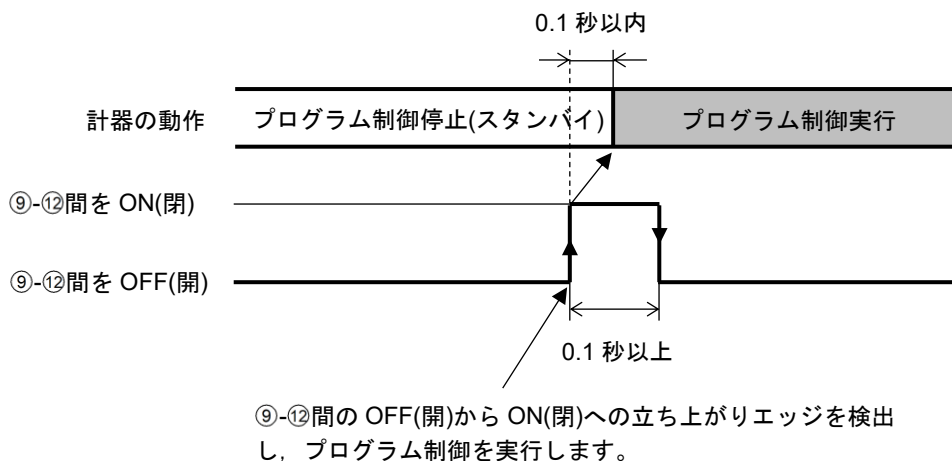 0.1 秒以内
計器の動作
プログラム制御停止(スタンバイ)
プログラム制御実行
⑨-⑫間を ON(閉)
⑨-⑫間を OFF(開)
0.1 秒以上
⑨-⑫間の OFF(開)から ON(閉)への立ち上がりエッジを検出
し，プログラム制御を実行します。